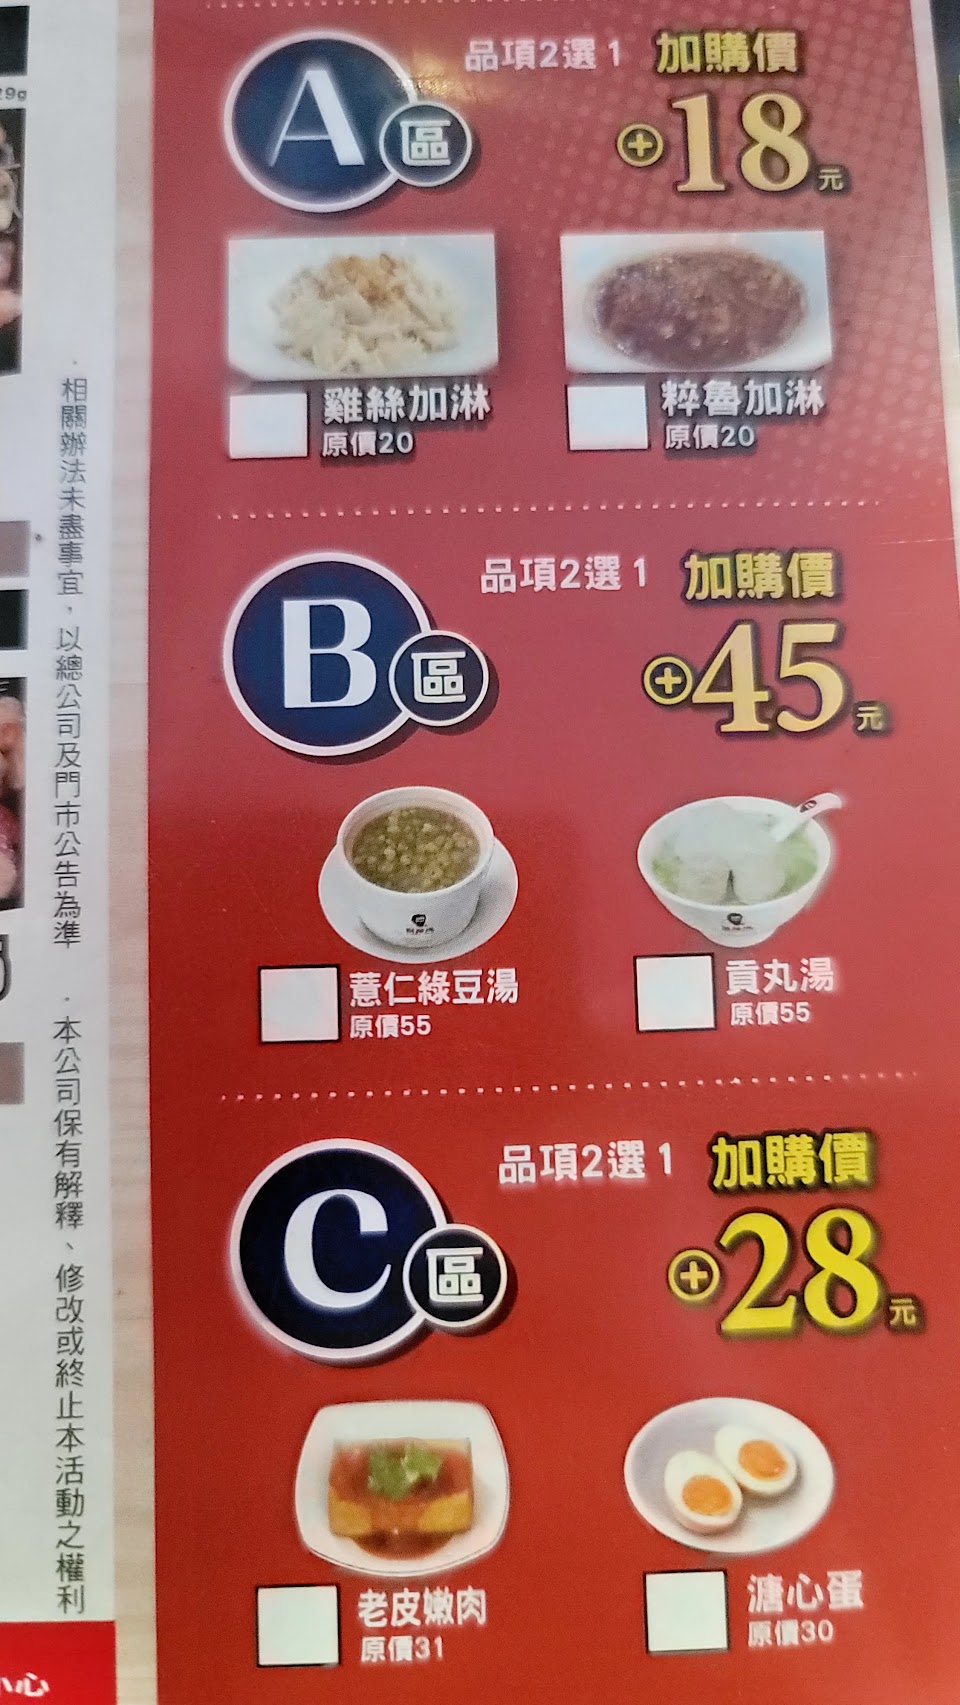 A區
品項2選1 加購價
+18元
雞絲加淋
原價20
粹魯加淋
原價20
B區
品項2選1 加購價
+45元
薏仁綠豆湯
原價55
貢丸湯
原價55
C區
品項2選1 加購價
+28元
老皮嫩肉
原價31
溏心蛋
原價30
·相關辦法未盡事宜，以總公司及門市公告為準
·本公司保有解釋、修改或終止本活動之權利
29g
小心